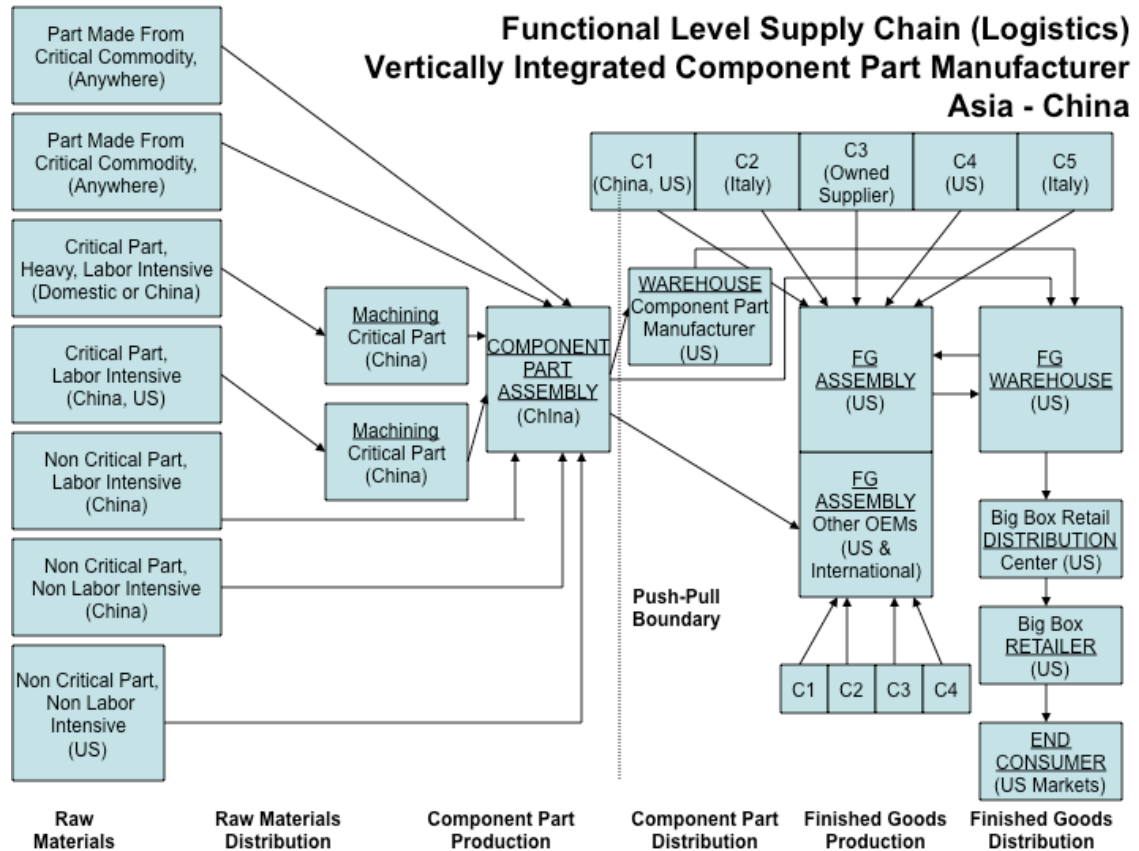 Functional Level Supply Chain (Logistics)
Vertically Integrated Component Part Manufacturer
Asia - China
Part Made From
Critical Commodity,
(Anywhere)
Part Made From
Critical Commodity,
(Anywhere)
Critical Part,
Heavy, Labor Intensive
(Domestic or China)
Critical Part,
Labor Intensive
(China, US)
Non Critical Part,
Labor Intensive
(China)
Non Critical Part,
Non Labor Intensive
(China)
Non Critical Part,
Non Labor
Intensive
(US)
Machining
Critical Part
(China)
Machining
Critical Part
(China)
COMPONENT
PART
ASSEMBLY
(ChIna)
C1
(China, US)
C2
(Italy)
C3
(Owned
Supplier)
C4
(US)
C5
(Italy)
WAREHOUSE
Component Part
Manufacturer
(US)
FG
ASSEMBLY
(US)
FG
WAREHOUSE
(US)
FG
ASSEMBLY
Other OEMs
(US &
International)
Big Box Retail
DISTRIBUTION
Center (US)
Push-Pull
Boundary
Big Box
RETAILER
(US)
C1
C2
C3
C4
END
CONSUMER
(US Markets)
Raw
Materials
Raw Materials
Distribution
Component Part
Production
Component Part
Distribution
Finished Goods
Production
Finished Goods
Distribution